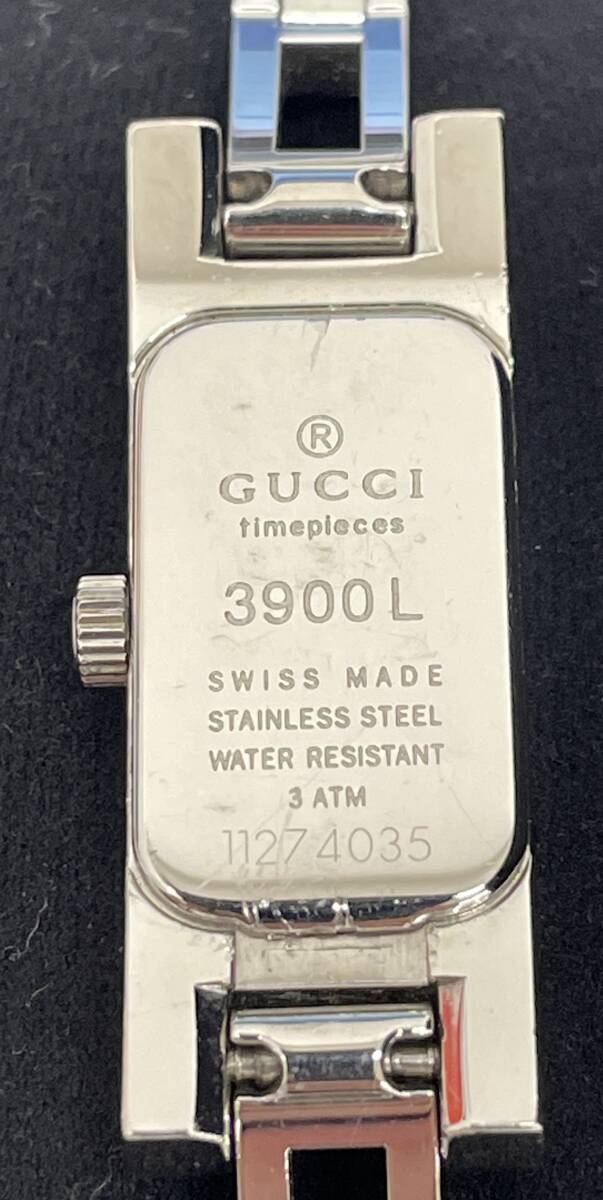 ®
GUCCI
timepieces
3900L
SWISS MADE
STAINLESS STEEL
WATER RESISTANT
3 ATM
11274035